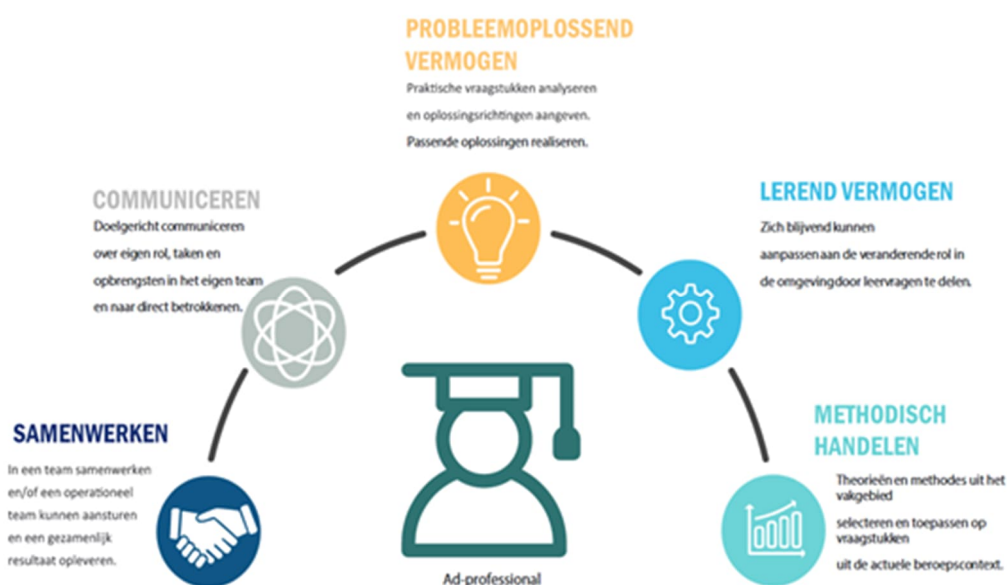 PROBLEEMOPLOSSEND
VERMOGEN
Praktische vraagstukken analyseren
en oplossingsrichtingen aangeven.
Passende oplossingen realiseren.
COMMUNICEREN
Doelgericht communiceren
over eigen rol, taken en
opbrengsten in het eigen team
en naar direct betrokkenen.
LEREND VERMOGEN
Zich blijvend kunnen
aanpassen aan de veranderende rol in
de omgeving door leervragen te delen.
SAMENWERKEN
In een team samenwerken
en/of een operationeel
team kunnen aansturen
en een gezamenlijk
resultaat opleveren.
METHODISCH
HANDELEN
Theorieën en methodes uit het
vakgebied
selecteren en toepassen op
vraagstukken
uit de actuele beroepscontext.
Ad-professional